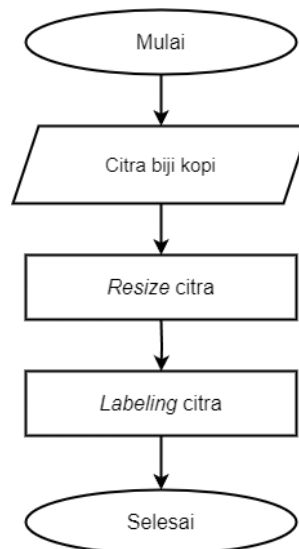 Mulai
Citra biji kopi
Resize citra
Labeling citra
Selesai